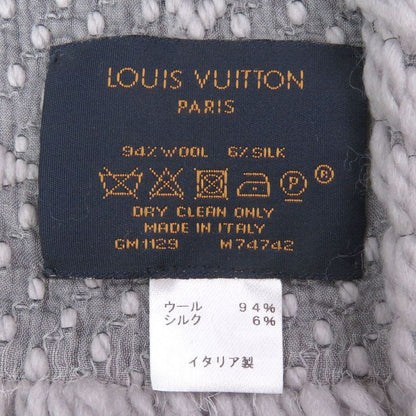 LOUIS VUITTON
PARIS
94% WOOL 6% SILK
P ®
DRY CLEAN ONLY
MADE IN ITALY
GM1129 M74742
ウール 94%
シルク 6%
イタリア製